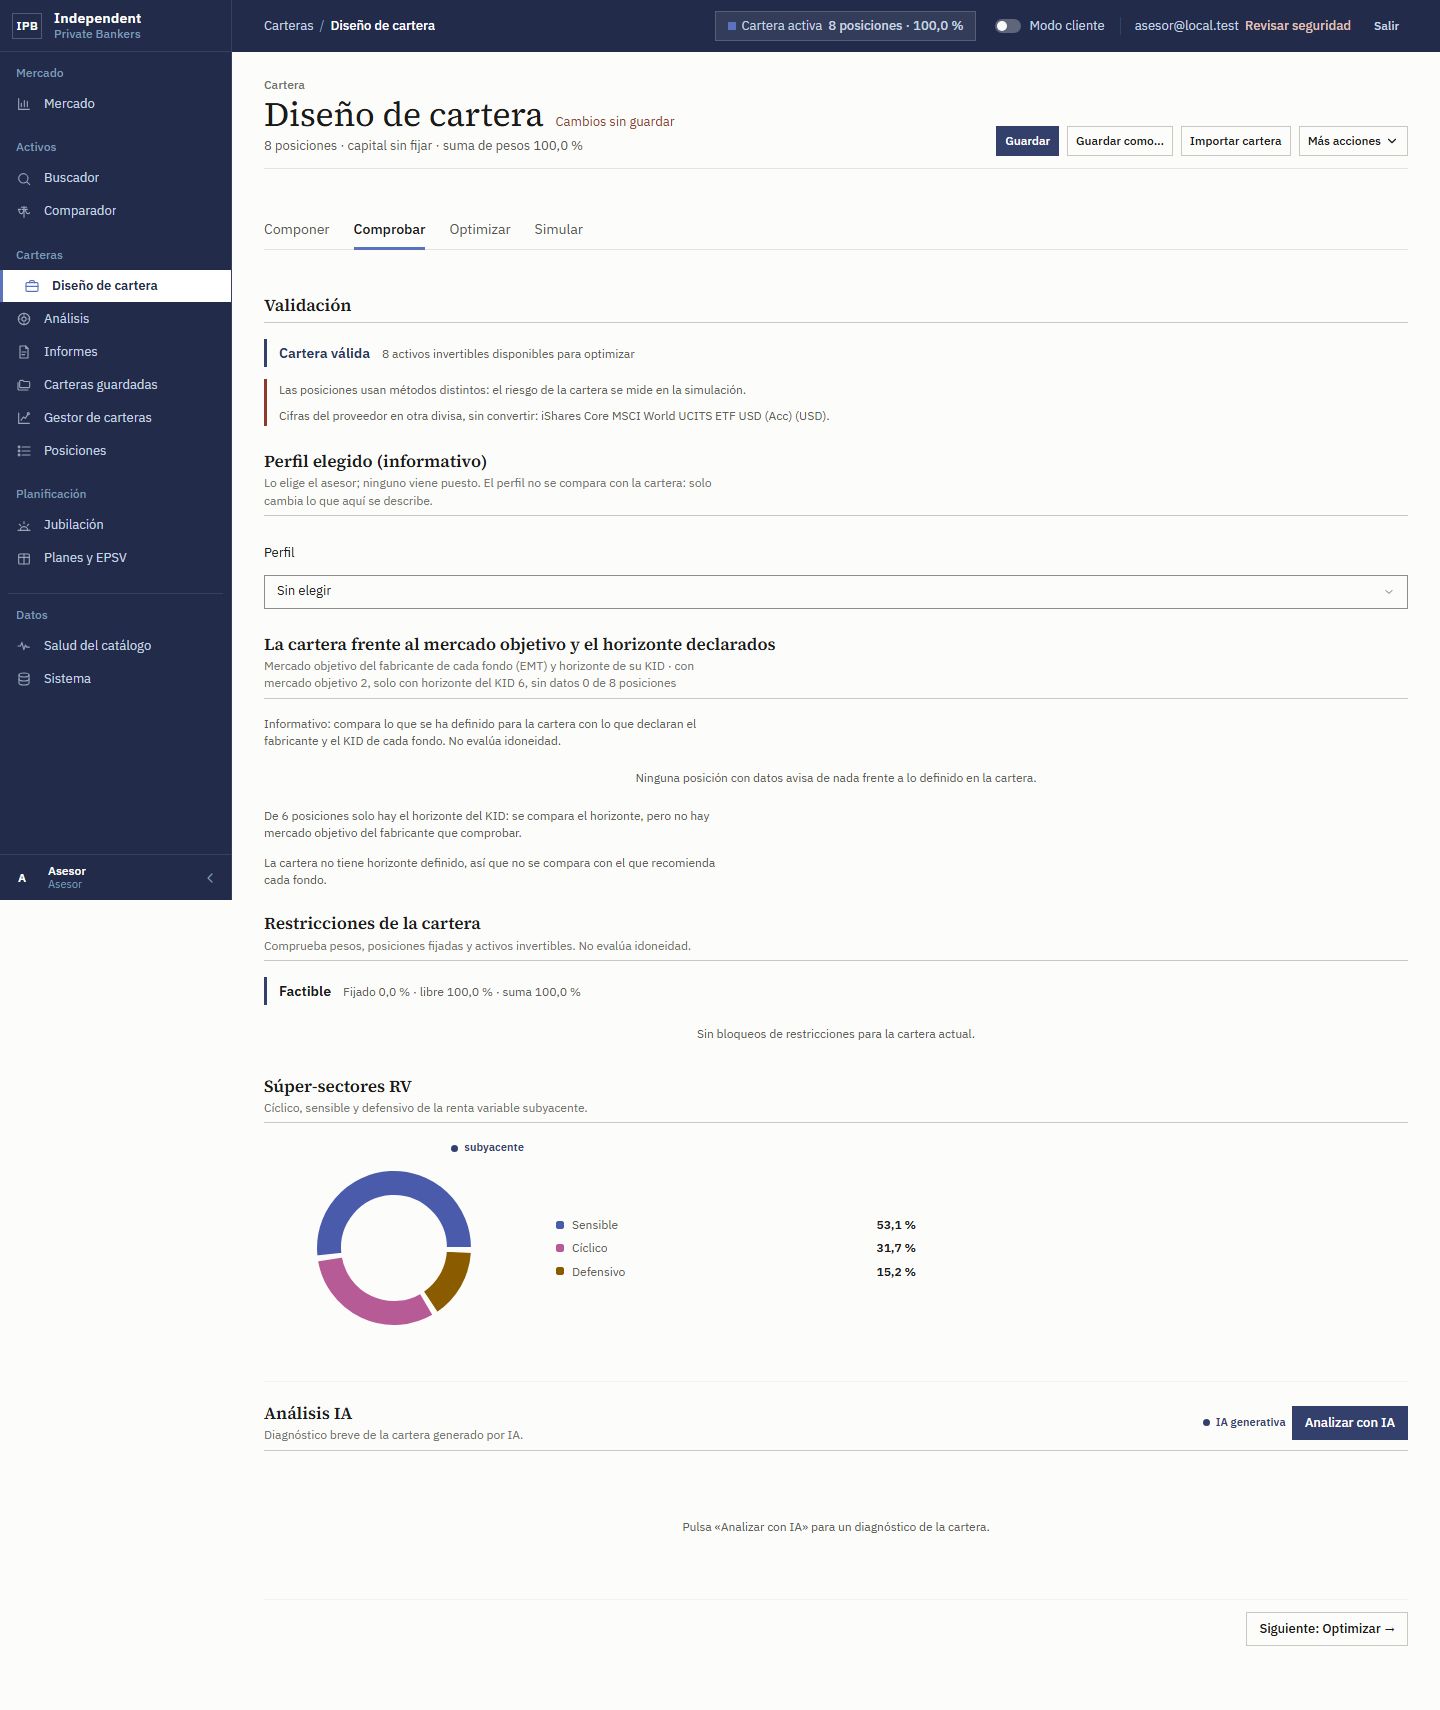 IPB
Independent
Private Bankers
Carteras / Diseño de cartera
Cartera activa 8 posiciones · 100,0 %
Modo cliente
asesor@local.test Revisar seguridad
Salir
Mercado
Mercado
Activos
Buscador
Comparador
Carteras
Diseño de cartera
Análisis
Informes
Carteras guardadas
Gestor de carteras
Posiciones
Planificación
Jubilación
Planes y EPSV
Datos
Salud del catálogo
Sistema
A
Asesor
Asesor
Cartera
Diseño de cartera Cambios sin guardar
8 posiciones · capital sin fijar · suma de pesos 100,0 %
Guardar
Guardar como...
Importar cartera
Más acciones
Componer
Comprobar
Optimizar
Simular
Validación
Cartera válida 8 activos invertibles disponibles para optimizar
Las posiciones usan métodos distintos: el riesgo de la cartera se mide en la simulación.
Cifras del proveedor en otra divisa, sin convertir: iShares Core MSCI World UCITS ETF USD (Acc) (USD).
Perfil elegido (informativo)
Lo elige el asesor; ninguno viene puesto. El perfil no se compara con la cartera: solo
cambia lo que aquí se describe.
Perfil
Sin elegir
La cartera frente al mercado objetivo y el horizonte declarados
Mercado objetivo del fabricante de cada fondo (EMT) y horizonte de su KID · con
mercado objetivo 2, solo con horizonte del KID 6, sin datos 0 de 8 posiciones
Informativo: compara lo que se ha definido para la cartera con lo que declaran el
fabricante y el KID de cada fondo. No evalúa idoneidad.
Ninguna posición con datos avisa de nada frente a lo definido en la cartera.
De 6 posiciones solo hay el horizonte del KID: se compara el horizonte, pero no hay
mercado objetivo del fabricante que comprobar.
La cartera no tiene horizonte definido, así que no se compara con el que recomienda
cada fondo.
Restricciones de la cartera
Comprueba pesos, posiciones fijadas y activos invertibles. No evalúa idoneidad.
Factible Fijado 0,0 % · libre 100,0 % · suma 100,0 %
Sin bloqueos de restricciones para la cartera actual.
Súper-sectores RV
Cíclico, sensible y defensivo de la renta variable subyacente.
subyacente
Sensible 53,1 %
Cíclico 31,7 %
Defensivo 15,2 %
Análisis IA
Diagnóstico breve de la cartera generado por IA.
IA generativa
Analizar con IA
Pulsa «Analizar con IA» para un diagnóstico de la cartera.
Siguiente: Optimizar →